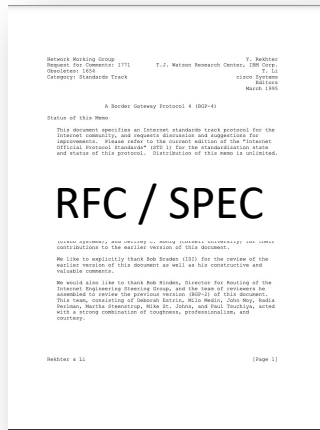 Network Working Group Y. Rekhter
Request for Comments: 1771 T.J. Watson Research Center, IBM Corp.
Obsoletes: 1654 T. Li
Category: Standards Track cisco Systems
Editors
March 1995
A Border Gateway Protocol 4 (BGP-4)
Status of this Memo
This document specifies an Internet standards track protocol for the
Internet community, and requests discussion and suggestions for
improvements. Please refer to the current edition of the "Internet
Official Protocol Standards" (STD 1) for the standardization state
and status of this protocol. Distribution of this memo is unlimited.
RFC / SPEC
contributions to the earlier version of this document.
We like to explicitly thank Bob Braden (ISI) for the review of the
earlier version of this document as well as his constructive and
valuable comments.
We would also like to thank Bob Hinden, Director for Routing of the
Internet Engineering Steering Group, and the team of reviewers he
assembled to review the previous version (BGP-2) of this document.
This team, consisting of Deborah Estrin, Milo Medin, John Moy, Radia
Perlman, Martha Steenstrup, Mike St. Johns, and Paul Tsuchiya, acted
with a strong combination of toughness, professionalism, and
courtesy.
Rekhter & Li [Page 1]